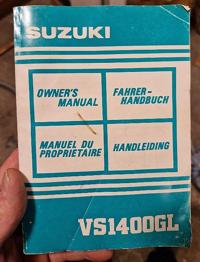 SUZUKI
OWNER'S
MANUAL
FAHRER-
HANDBUCH
MANUEL DU
PROPRIÉTAIRE
HANDLEIDING
VS1400GL